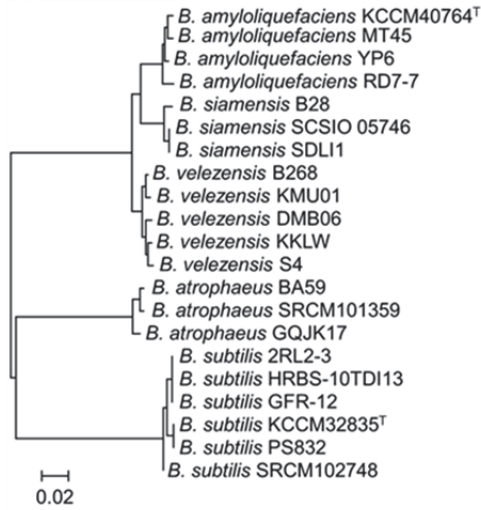 B. amyloliquefaciens KCCM40764ᵀ
B. amyloliquefaciens MT45
B. amyloliquefaciens YP6
B. amyloliquefaciens RD7-7
B. siamensis B28
B. siamensis SCSIO 05746
B. siamensis SDLI1
B. velezensis B268
B. velezensis KMU01
B. velezensis DMB06
B. velezensis KKLW
B. velezensis S4
B. atrophaeus BA59
B. atrophaeus SRCM101359
B. atrophaeus GQJK17
B. subtilis 2RL2-3
B. subtilis HRBS-10TDI13
B. subtilis GFR-12
B. subtilis KCCM32835ᵀ
B. subtilis PS832
B. subtilis SRCM102748
0.02